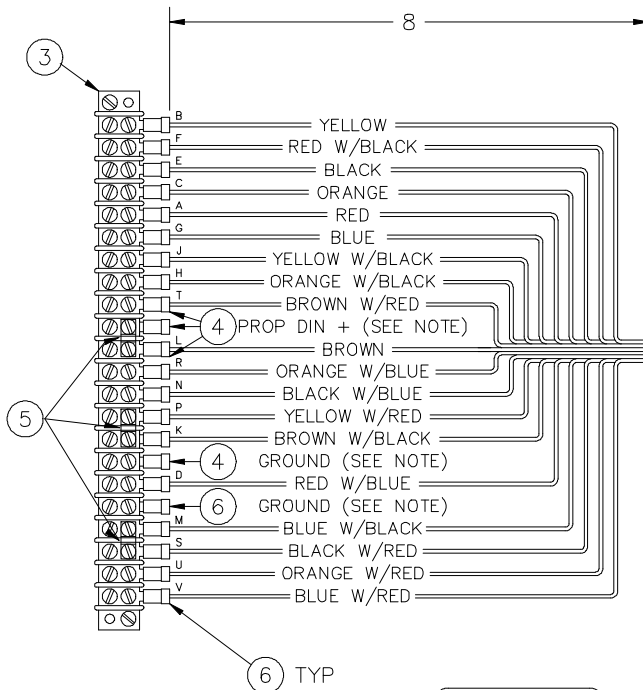 8
3
B YELLOW
F RED W/BLACK
E BLACK
C ORANGE
A RED
G BLUE
J YELLOW W/BLACK
H ORANGE W/BLACK
T BROWN W/RED
4 PROP DIN + (SEE NOTE)
L BROWN
R ORANGE W/BLUE
N BLACK W/BLUE
5
P YELLOW W/RED
K BROWN W/BLACK
4 GROUND (SEE NOTE)
D RED W/BLUE
6 GROUND (SEE NOTE)
M BLUE W/BLACK
S BLACK W/RED
U ORANGE W/RED
V BLUE W/RED
6 TYP